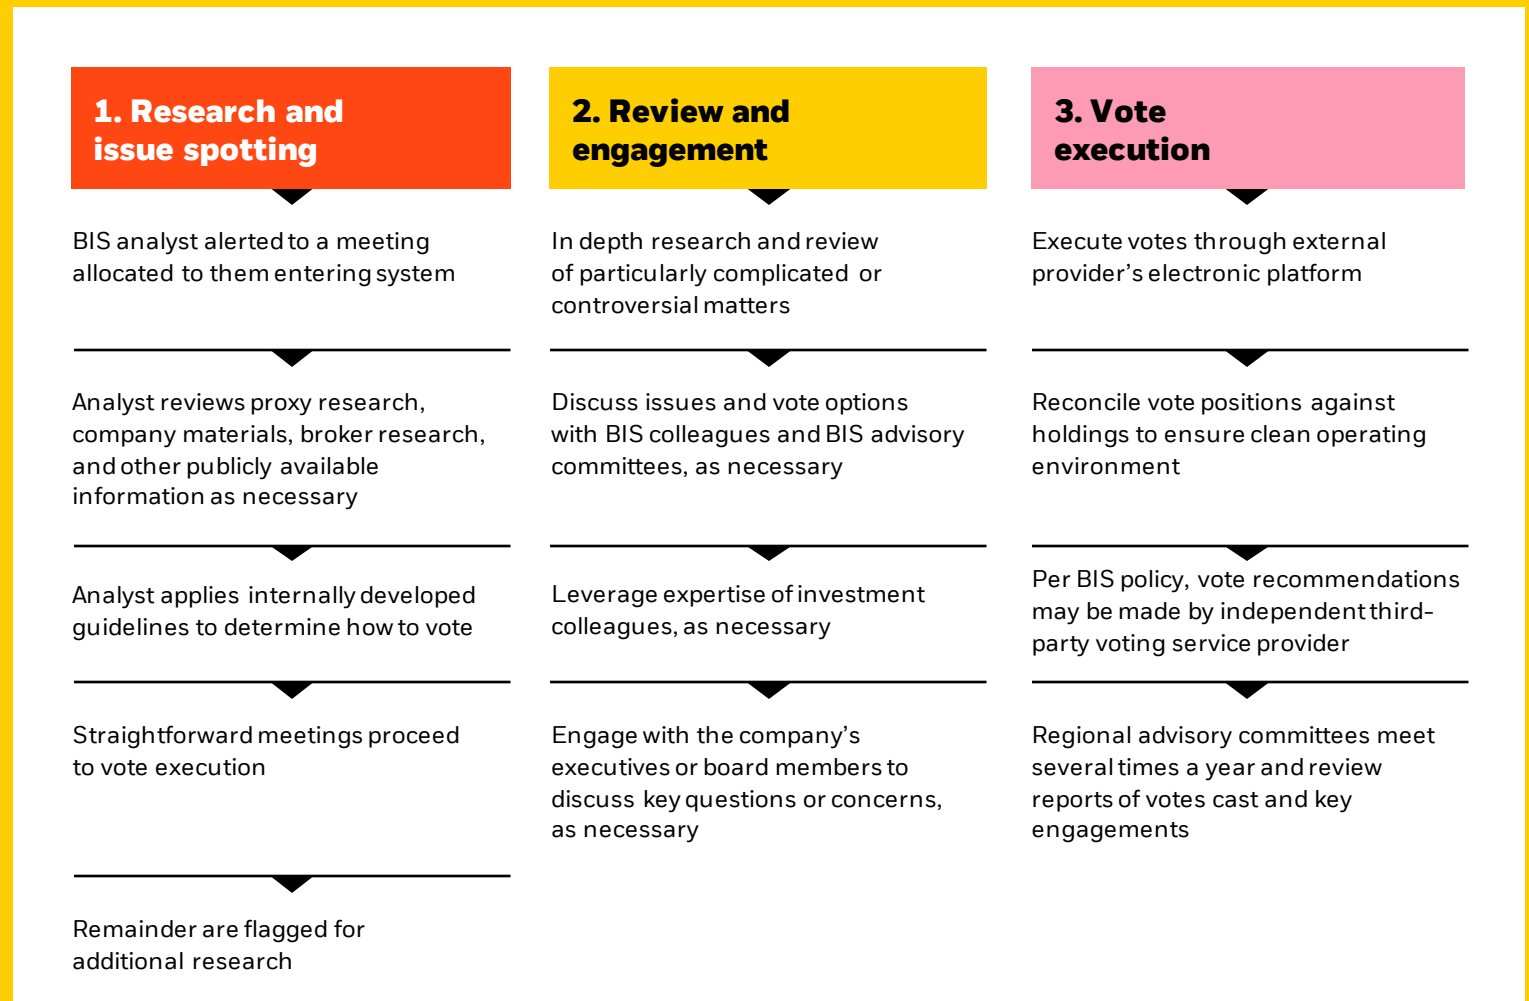 1. Research and
issue spotting
BIS analyst alerted to a meeting
allocated to them entering system
Analyst reviews proxy research,
company materials, broker research,
and other publicly available
information as necessary
Analyst applies internally developed
guidelines to determine how to vote
Straightforward meetings proceed
to vote execution
Remainder are flagged for
additional research
2. Review and
engagement
In depth research and review
of particularly complicated or
controversial matters
Discuss issues and vote options
with BIS colleagues and BIS advisory
committees, as necessary
Leverage expertise of investment
colleagues, as necessary
Engage with the company’s
executives or board members to
discuss key questions or concerns,
as necessary
3. Vote
execution
Execute votes through external
provider’s electronic platform
Reconcile vote positions against
holdings to ensure clean operating
environment
Per BIS policy, vote recommendations
may be made by independent third-
party voting service provider
Regional advisory committees meet
several times a year and review
reports of votes cast and key
engagements